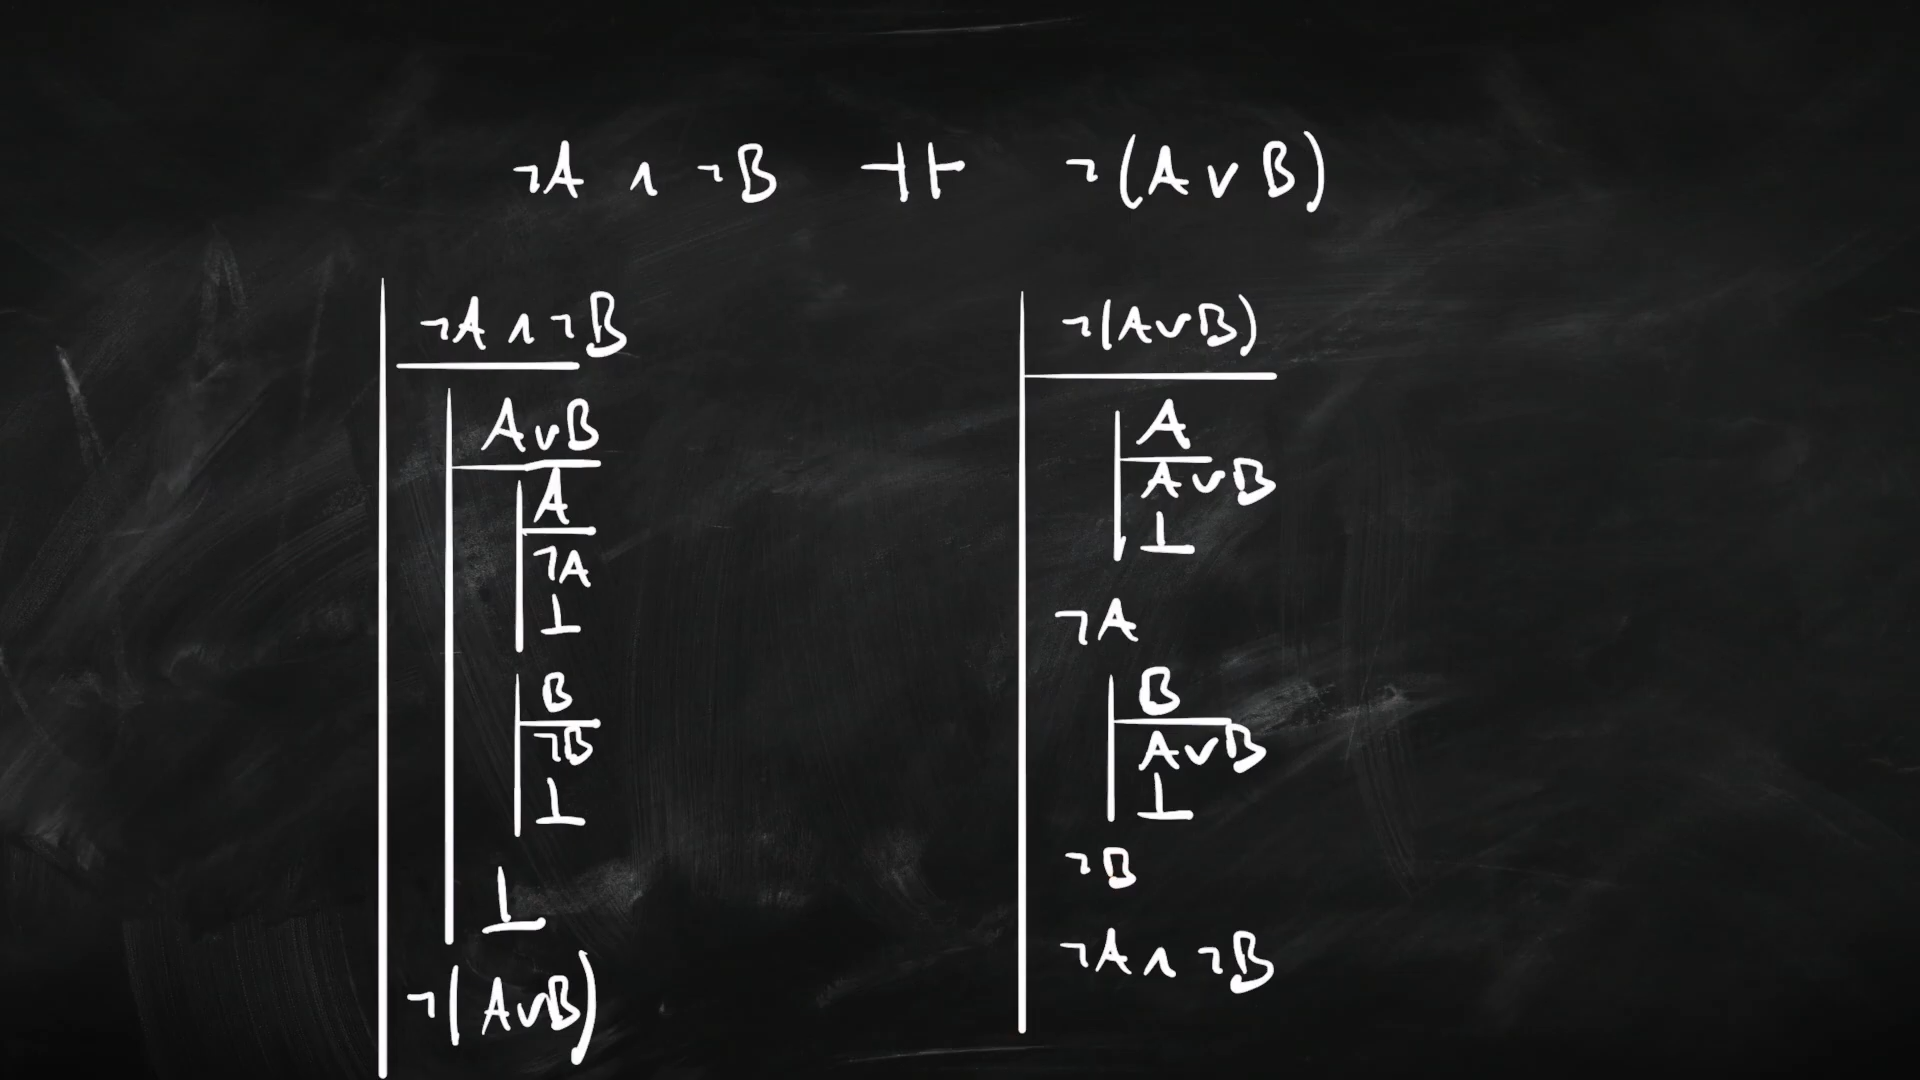 ¬A ∧ ¬B ⊣⊢ ¬(A ∨ B)
¬A ∧ ¬B
A ∨ B
A
¬A
⊥
B
¬B
⊥
⊥
¬(A ∨ B)
¬(A ∨ B)
A
A ∨ B
⊥
¬A
B
A ∨ B
⊥
¬B
¬A ∧ ¬B